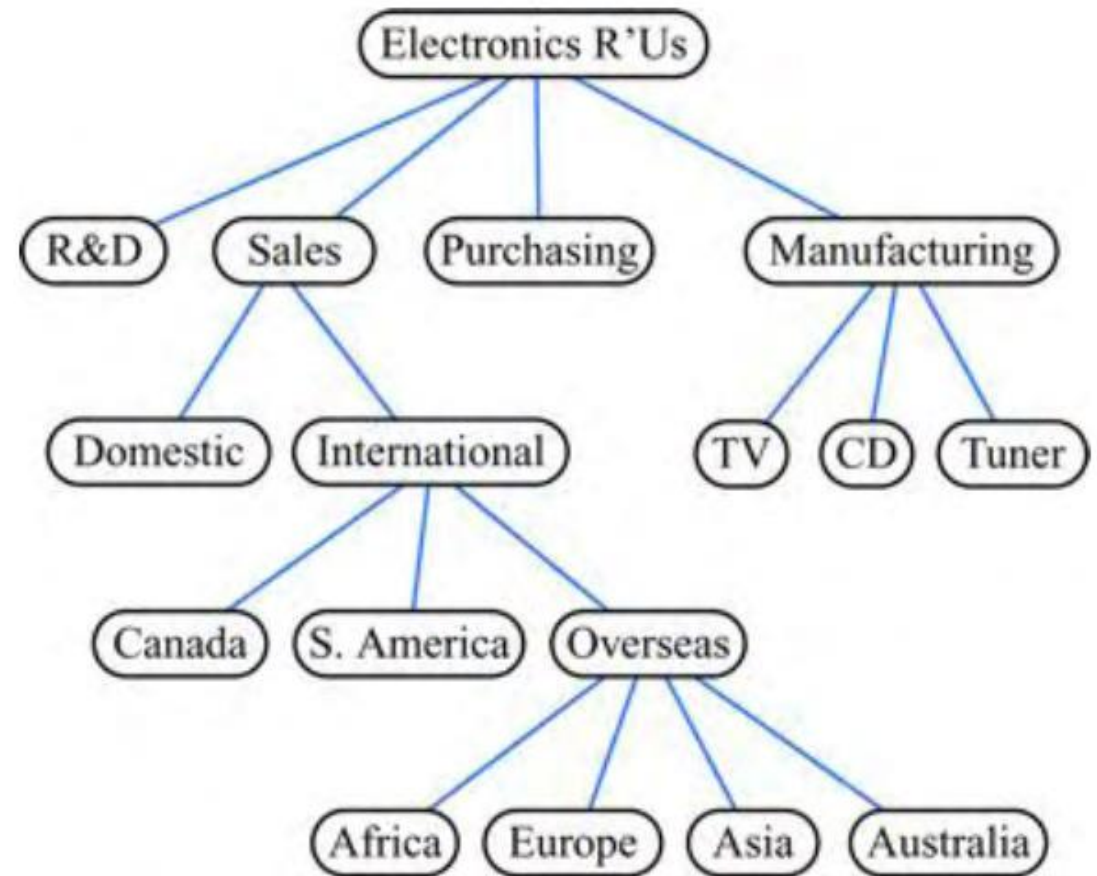 Electronics R’Us
R&D Sales Purchasing Manufacturing
Domestic International TV CD Tuner
Canada S. America Overseas
Africa Europe Asia Australia